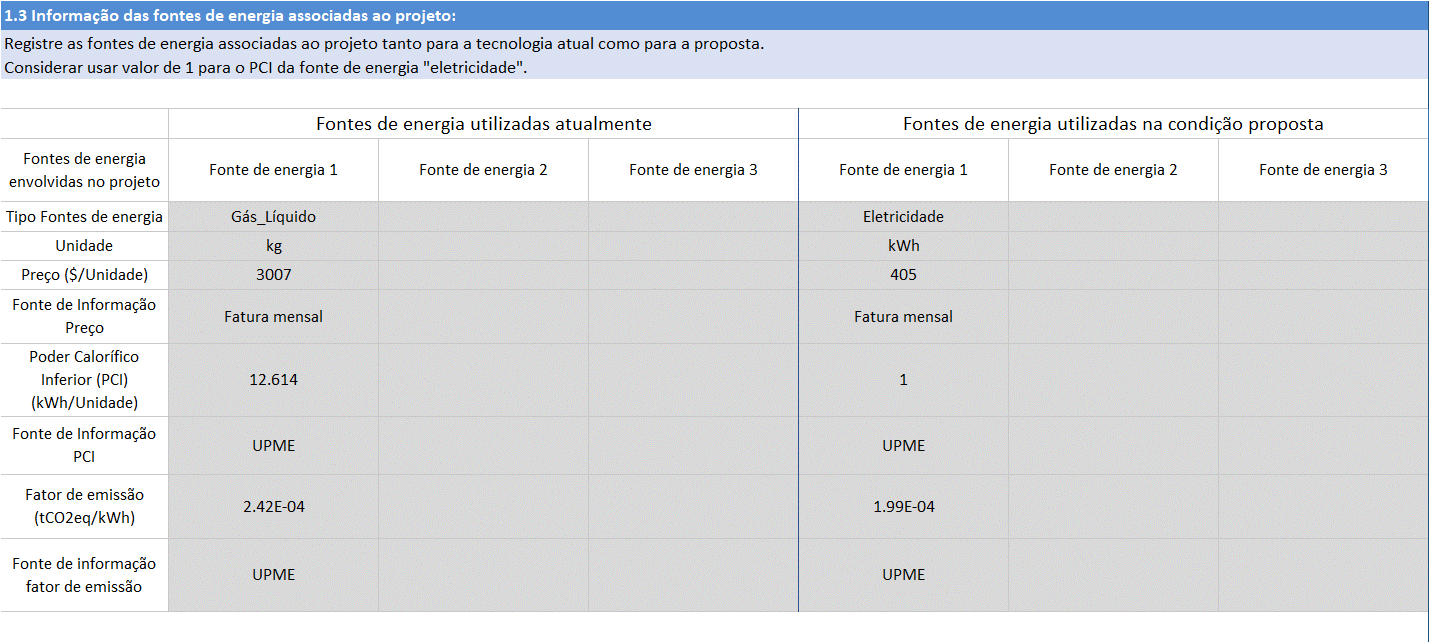 1.3 Informação das fontes de energia associadas ao projeto:
Registre as fontes de energia associadas ao projeto tanto para a tecnologia atual como para a proposta.
Considerar usar valor de 1 para o PCI da fonte de energia "eletricidade".
Fontes de energia utilizadas atualmente
Fontes de energia utilizadas na condição proposta
Fontes de energia
envolvidas no projeto
Fonte de energia 1
Fonte de energia 2
Fonte de energia 3
Fonte de energia 1
Fonte de energia 2
Fonte de energia 3
Tipo Fontes de energia
Gás_Líquido
Eletricidade
Unidade
kg
kWh
Preço ($/Unidade)
3007
405
Fonte de Informação
Preço
Fatura mensal
Fatura mensal
Poder Calorífico
Inferior (PCI)
(kWh/Unidade)
12.614
1
Fonte de Informação
PCI
UPME
UPME
Fator de emissão
(tCO2eq/kWh)
2.42E-04
1.99E-04
Fonte de informação
fator de emissão
UPME
UPME